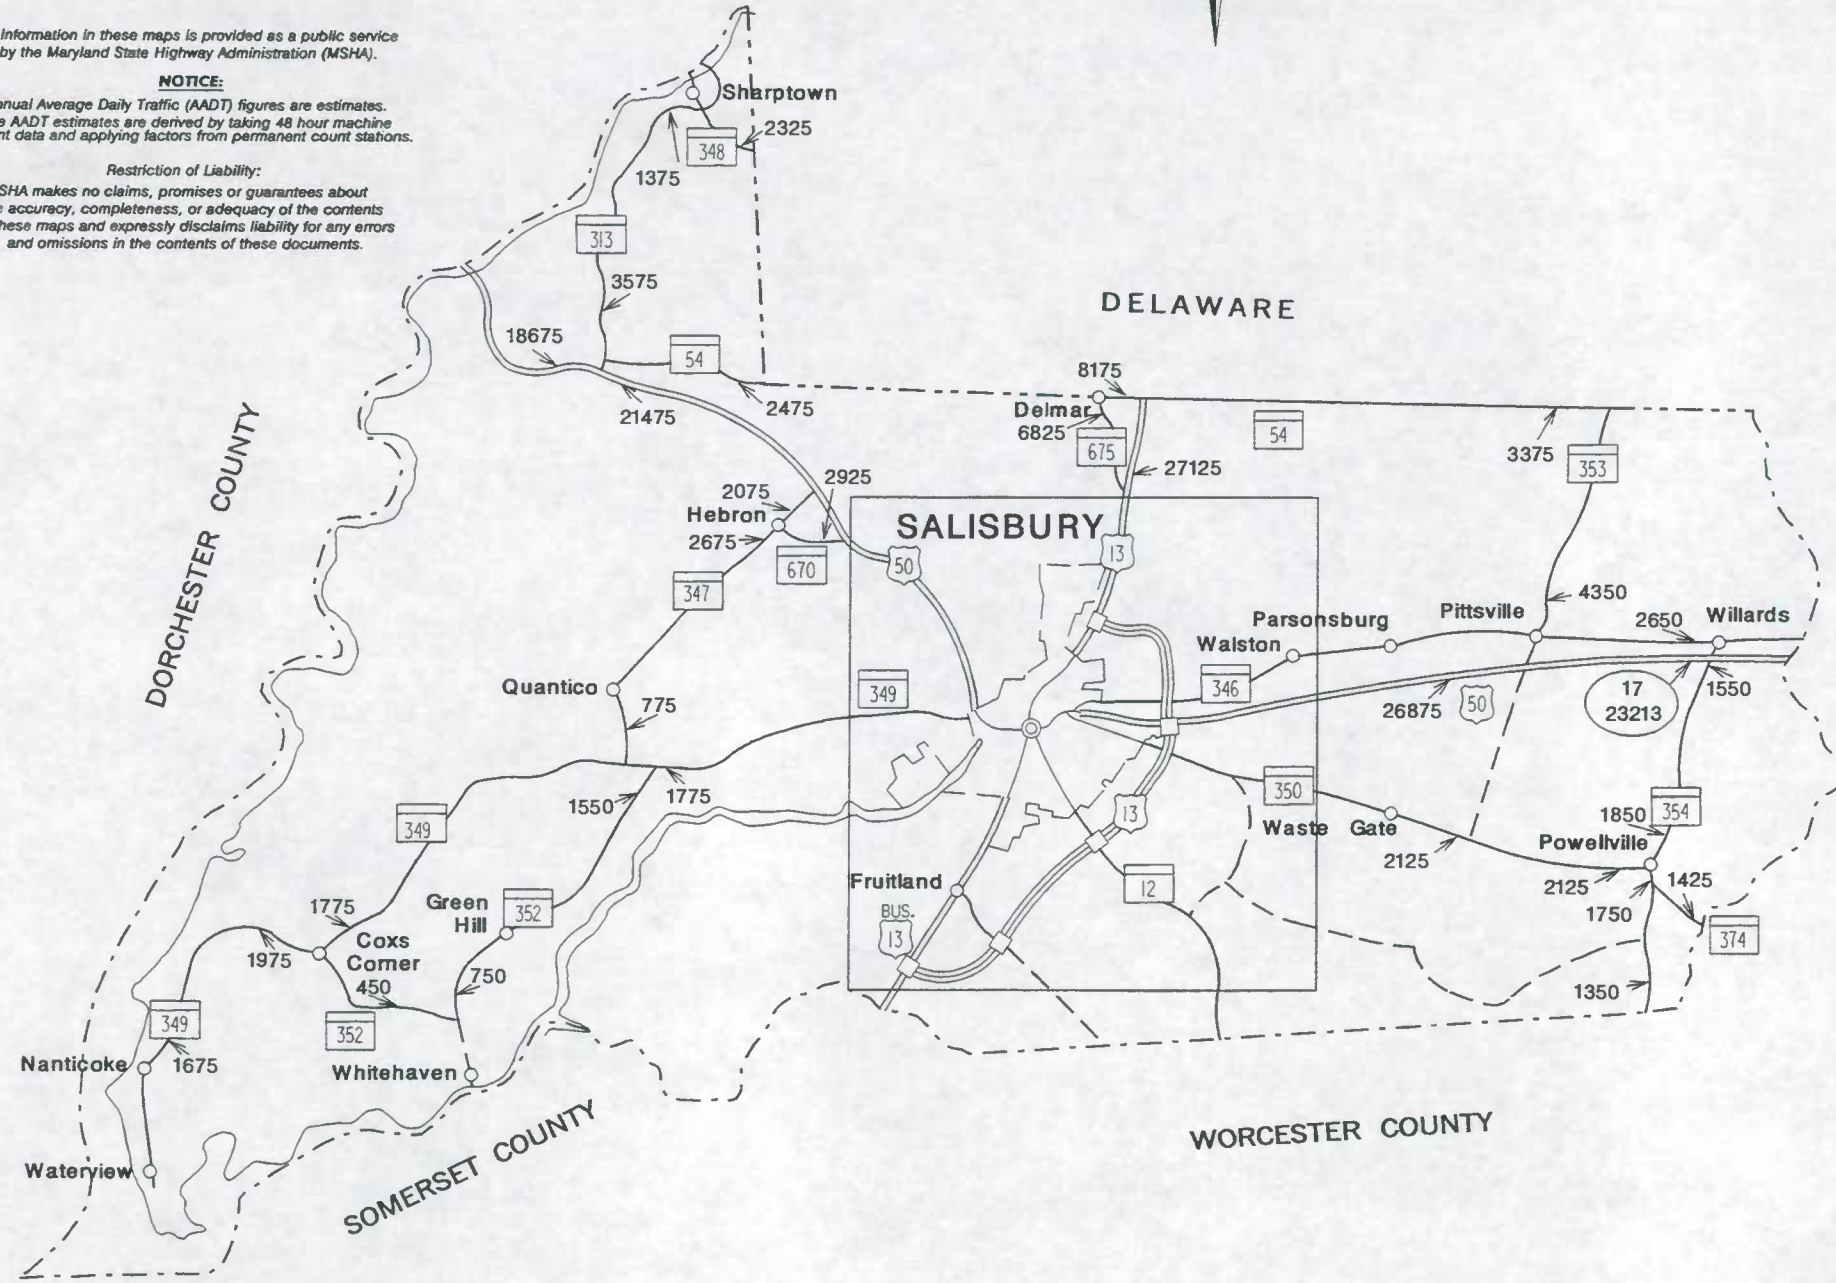 Information in these maps is provided as a public service
by the Maryland State Highway Administration (MSHA).
NOTICE:
Annual Average Daily Traffic (AADT) figures are estimates.
AADT estimates are derived by taking 48 hour machine
data and applying factors from permanent count stations.
Restriction of Liability:
SHA makes no claims, promises or guarantees about
accuracy, completeness, or adequacy of the contents
these maps and expressly disclaims liability for any errors
and omissions in the contents of these documents.
Sharptown
2325
348
1375
313
3575
DELAWARE
18675
54
8175
2475
21475
Delmar
6825
54
675
3375
353
27125
DORCHESTER COUNTY
2925
2075
Hebron
SALISBURY
2675
13
670
50
347
4350
Pittsville
Parsonsburg
2650
Willards
Walston
Quantico
349
346
1550
17
23213
775
50
26875
1550
1775
350
354
349
13
1850
Waste Gate
Powellville
2125
Fruitland
2125
1425
12
1750
Green
Hill
352
1775
BUS.
13
374
Coxs
Corner
1975
750
450
1350
349
352
Nanticoke
1675
Whitehaven
WORCESTER COUNTY
Waterview
SOMERSET COUNTY